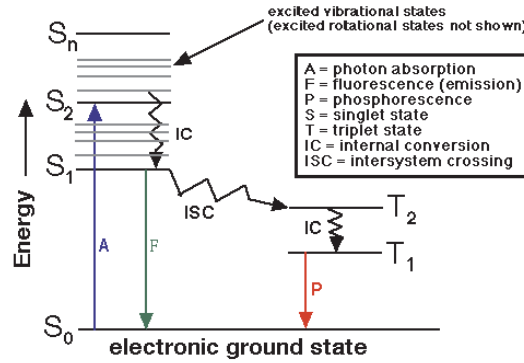 excited vibrational states
(excited rotational states not shown)
Sn
A = photon absorption
F = fluorescence (emission)
P = phosphorescence
S = singlet state
T = triplet state
IC = internal conversion
ISC = intersystem crossing
S2
IC
S1
ISC
T2
IC
T1
Energy
A
F
P
S0
electronic ground state